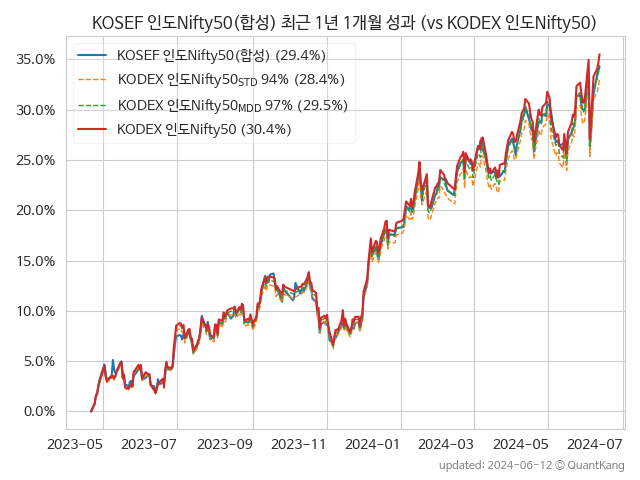 KOSEF 인도Nifty50(합성) 최근 1년 1개월 성과 (vs KODEX 인도Nifty50)
KOSEF 인도Nifty50(합성) (29.4%)
KODEX 인도Nifty50STD 94% (28.4%)
KODEX 인도Nifty50MDD 97% (29.5%)
KODEX 인도Nifty50 (30.4%)
35.0%
30.0%
25.0%
20.0%
15.0%
10.0%
5.0%
0.0%
2023-05 2023-07 2023-09 2023-11 2024-01 2024-03 2024-05 2024-07
updated: 2024-06-12 © QuantKang